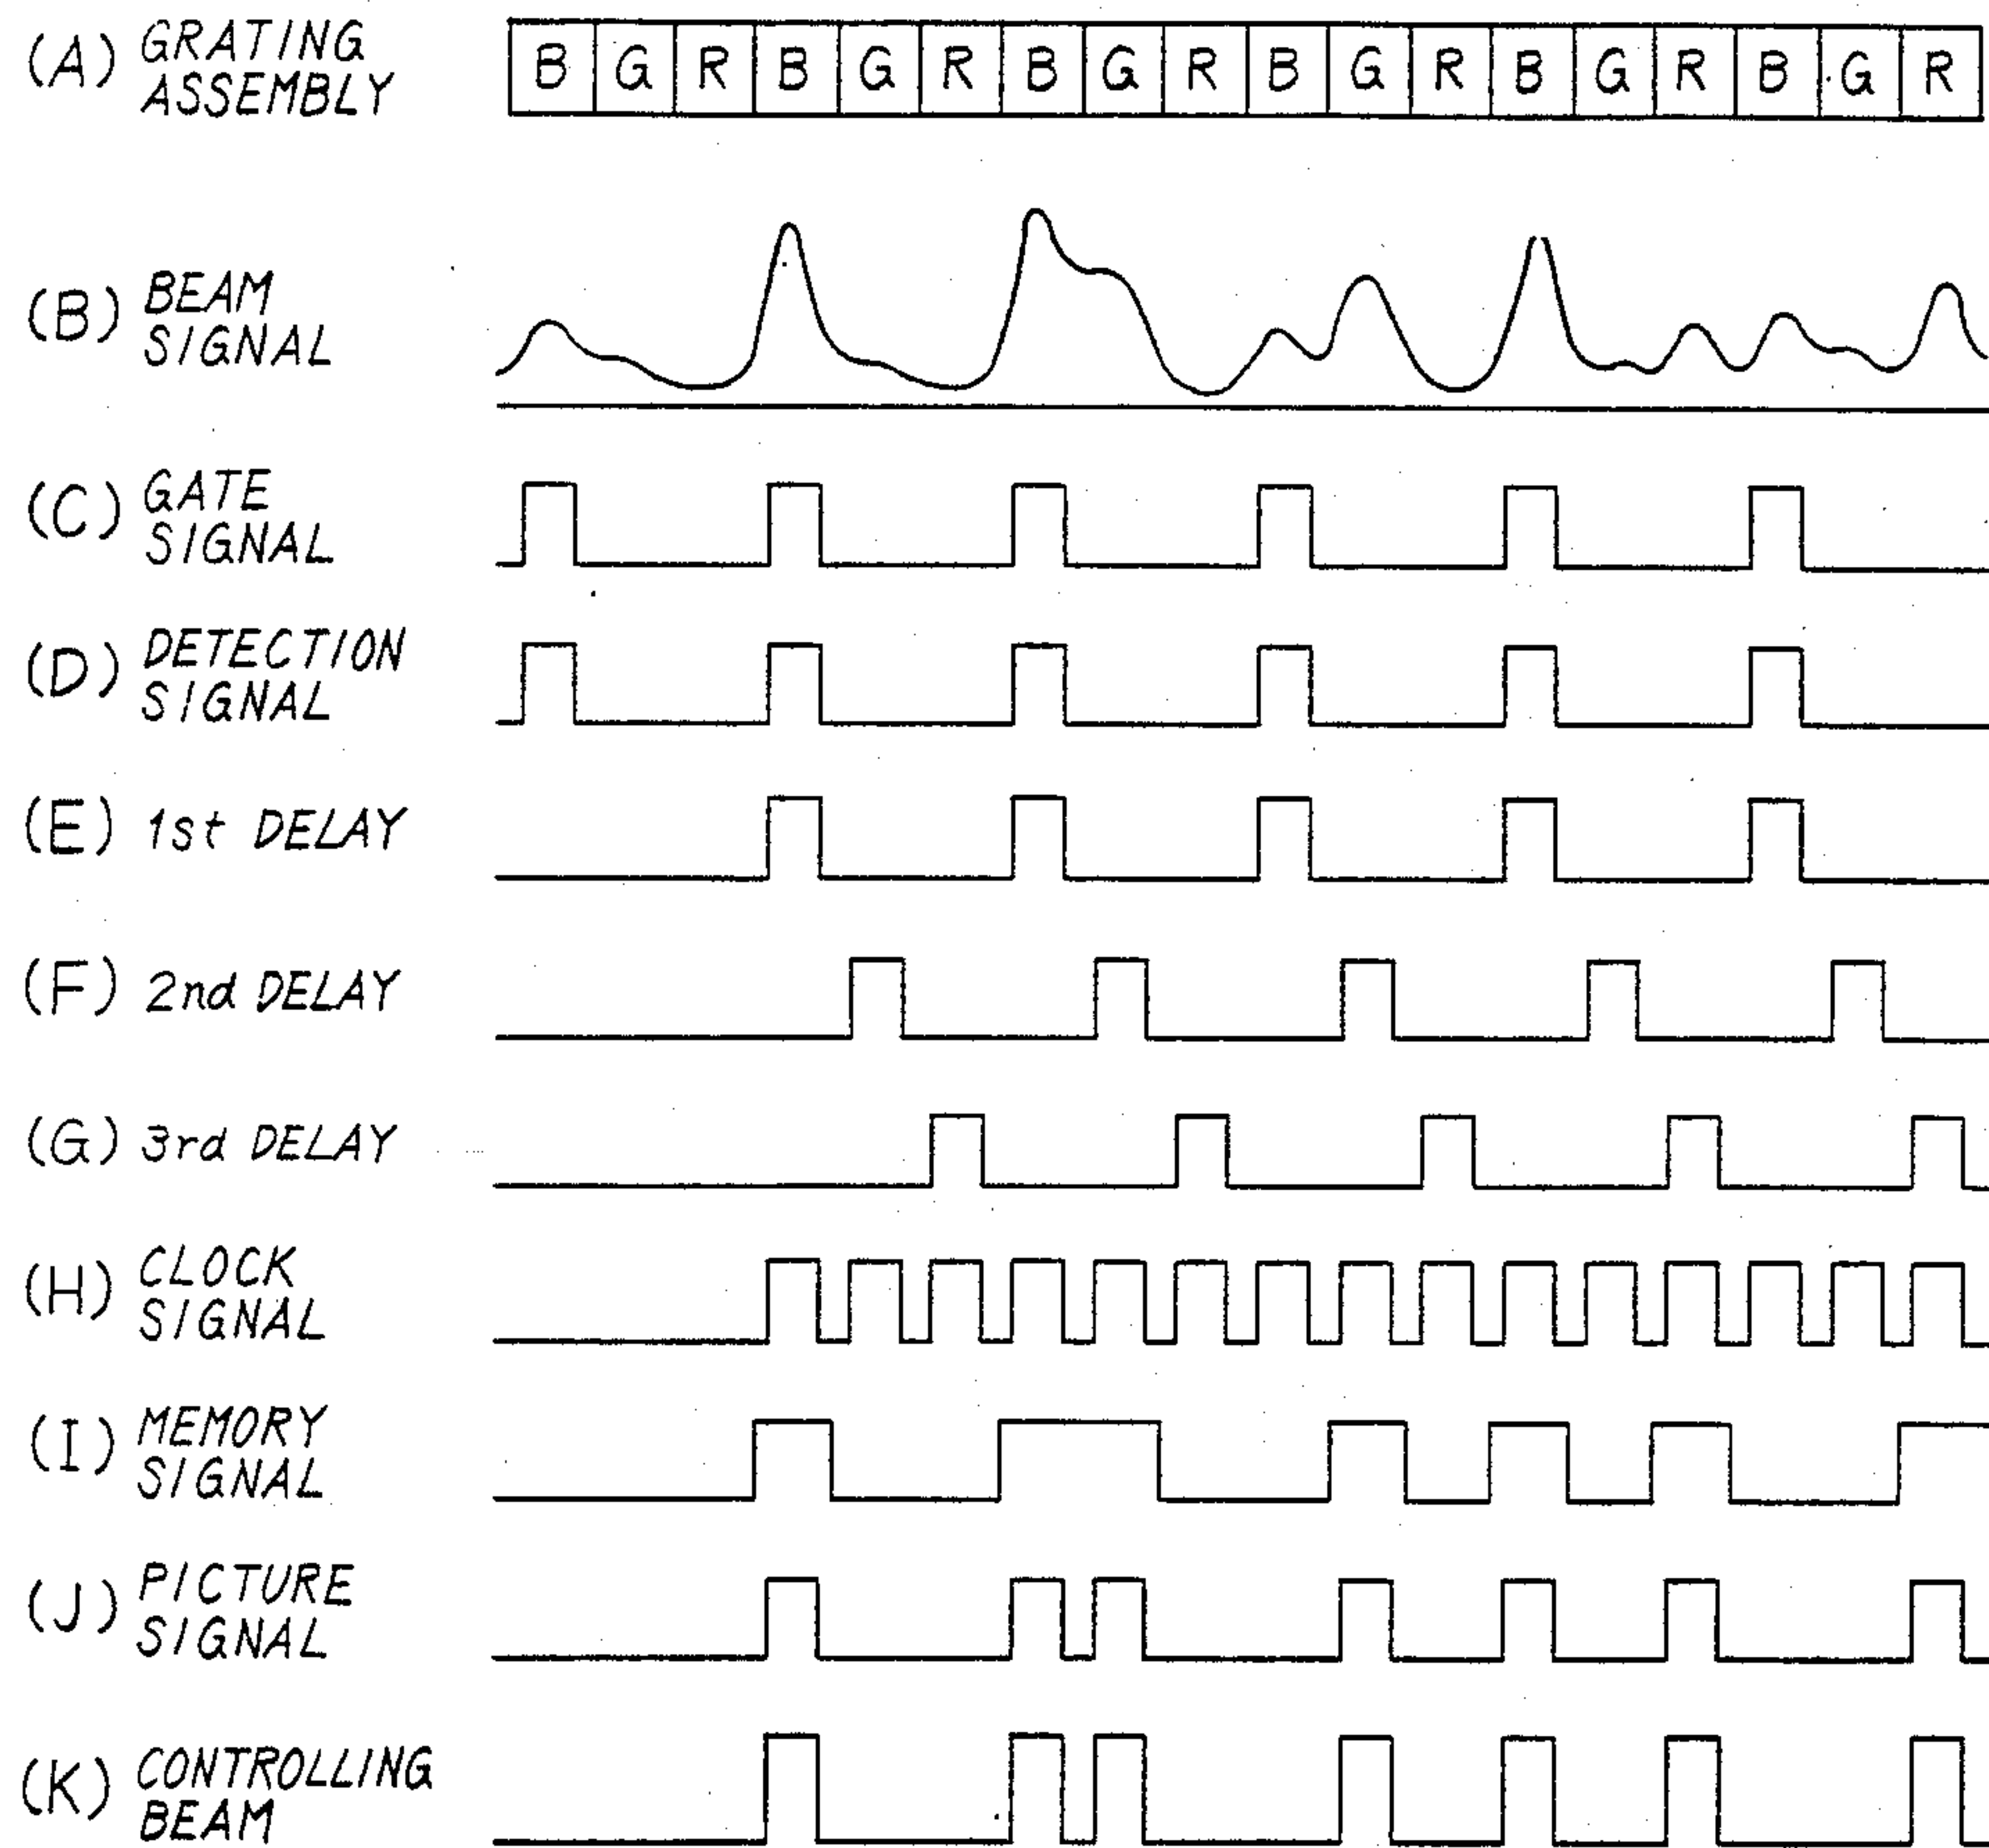 (A) GRATING
ASSEMBLY
B G R B G R B G R B G R B G R B G R
(B) BEAM
SIGNAL
(C) GATE
SIGNAL
(D) DETECTION
SIGNAL
(E) 1st DELAY
(F) 2nd DELAY
(G) 3rd DELAY
(H) CLOCK
SIGNAL
(I) MEMORY
SIGNAL
(J) PICTURE
SIGNAL
(K) CONTROLLING
BEAM